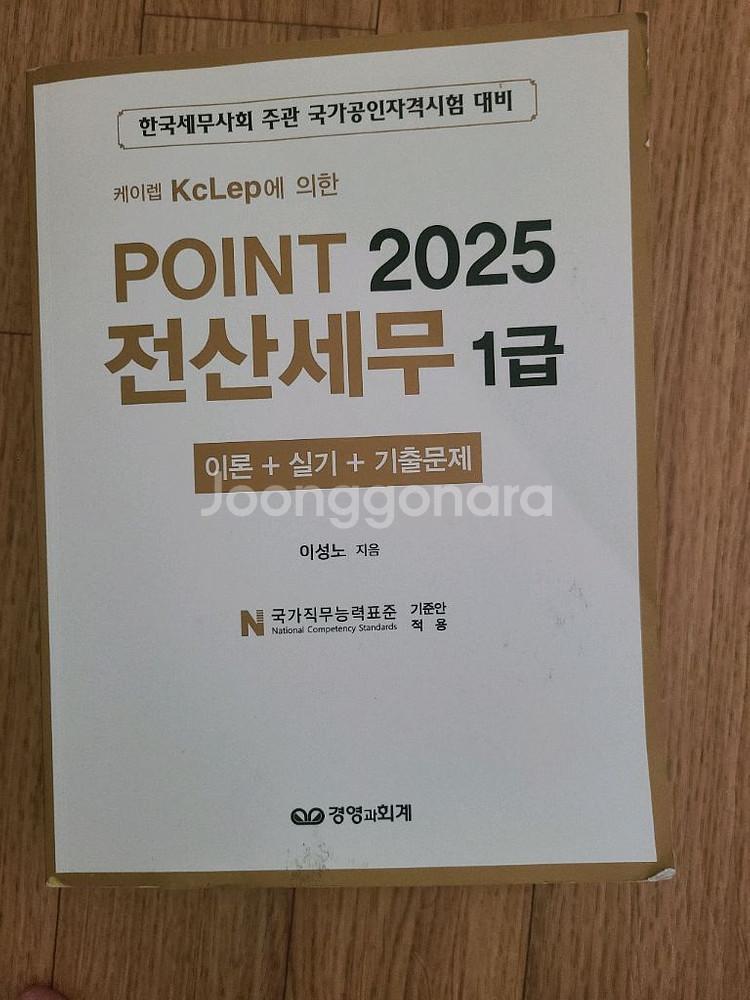 한국세무사회 주관 국가공인자격시험 대비
케이렙 KcLep에 의한
POINT 2025
전산세무 1급
이론 + 실기 + 기출문제
Joonggonara
이성노 지음
N 국가직무능력표준 기준안
National Competency Standards 적 용
경영과회계